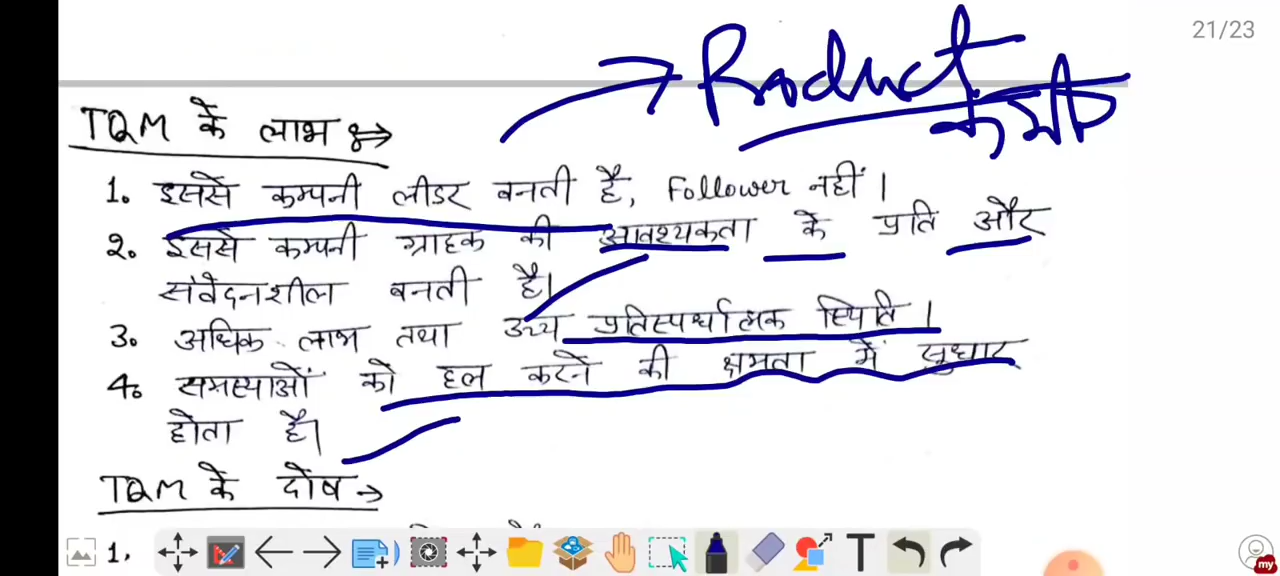 21/23
Product
TQM के लाभ
1. इससे कम्पनी लीडर बनती है, Follower नहीं।
2. इससे कम्पनी ग्राहक की आवश्यकता के प्रति और
संवेदनशील बनती है।
3. अधिक लाभ तथा उच्च प्रतिस्पर्धात्मक स्थिति।
4. समस्याओं को हल करने की क्षमता में सुधार
होता है।
TQM के दोष →
1.
T
my